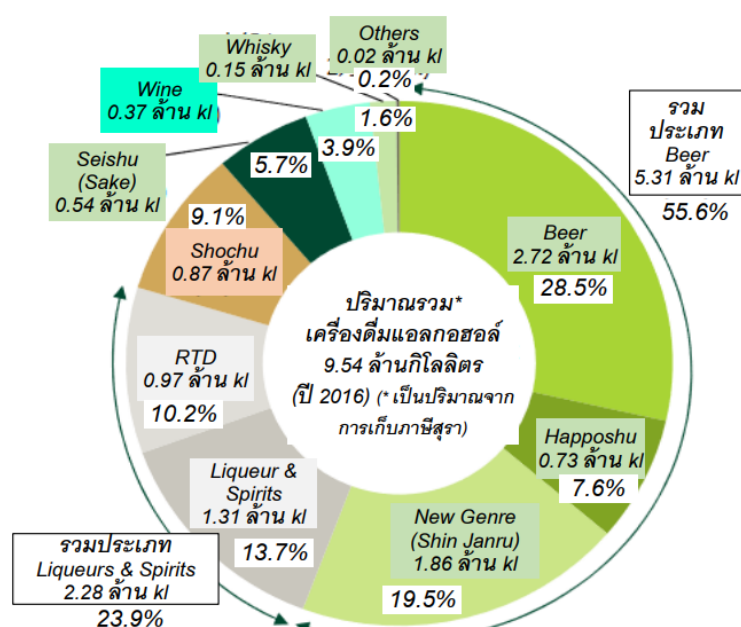 Others
0.02 ล้าน kl
0.2%
Whisky
0.15 ล้าน kl
1.6%
Wine
0.37 ล้าน kl
3.9%
Seishu
(Sake)
0.54 ล้าน kl
5.7%
9.1%
Shochu
0.87 ล้าน kl
RTD
0.97 ล้าน kl
10.2%
Liqueur &
Spirits
1.31 ล้าน kl
13.7%
รวมประเภท
Liqueurs & Spirits
2.28 ล้าน kl
23.9%
รวม
ประเภท
Beer
5.31 ล้าน kl
55.6%
Beer
2.72 ล้าน kl
28.5%
Happoshu
0.73 ล้าน kl
7.6%
New Genre
(Shin Janru)
1.86 ล้าน kl
19.5%
ปริมาณรวม*
เครื่องดื่มแอลกอฮอล์
9.54 ล้านกิโลลิตร
(ปี 2016) (* เป็นปริมาณจาก
การเก็บภาษีสุรา)